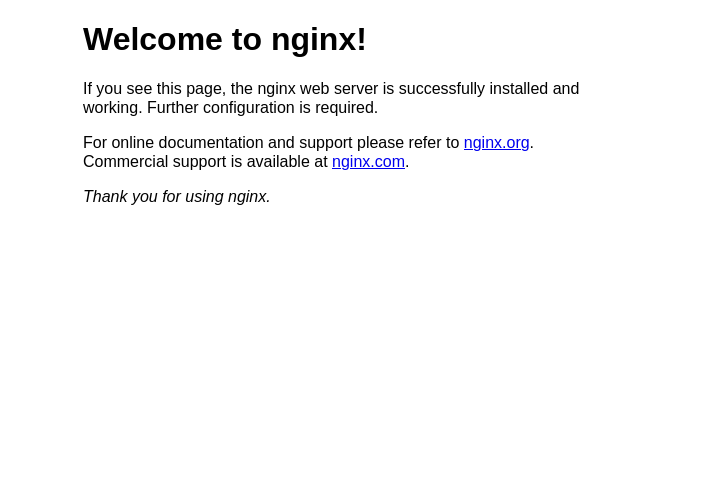 Welcome to nginx!
If you see this page, the nginx web server is successfully installed and
working. Further configuration is required.
For online documentation and support please refer to nginx.org.
Commercial support is available at nginx.com.
Thank you for using nginx.